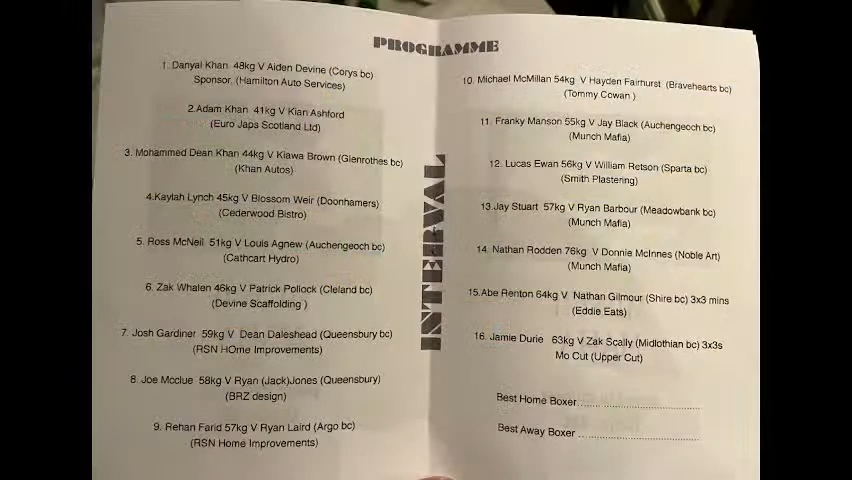 PROGRAMME
1. Danyal Khan 48kg V Aiden Devine (Corys bc)
Sponsor. (Hamilton Auto Services)
2.Adam Khan 41kg V Kian Ashford
(Euro Japs Scotland Ltd)
3. Mohammed Dean Khan 44kg V Kiawa Brown (Glenrothes bc)
(Khan Autos)
4.Kaylah Lynch 45kg V Blossom Weir (Doonhamers)
(Cederwood Bistro)
5. Ross McNeil 51kg V Louis Agnew (Auchengeoch bc)
(Cathcart Hydro)
6. Zak Whalen 46kg V Patrick Pollock (Cleland bc)
(Devine Scaffolding )
7. Josh Gardiner 59kg V Dean Daleshead (Queensbury bc)
(RSN HOme Improvements)
8. Joe Mcclue 58kg V Ryan (Jack)Jones (Queensbury)
(BRZ design)
9. Rehan Farid 57kg V Ryan Laird (Argo bc)
(RSN Home Improvements)
INTERVAL
10. Michael McMillan 54kg V Hayden Fairhurst (Bravehearts bc)
(Tommy Cowan )
11. Franky Manson 55kg V Jay Black (Auchengeoch bc)
(Munch Mafia)
12. Lucas Ewan 56kg V William Retson (Sparta bc)
(Smith Plastering)
13.Jay Stuart 57kg V Ryan Barbour (Meadowbank bc)
(Munch Mafia)
14. Nathan Rodden 76kg V Donnie McInnes (Noble Art)
(Munch Mafia)
15.Abe Renton 64kg V Nathan Gilmour (Shire bc) 3x3 mins
(Eddie Eats)
16. Jamie Durie 63kg V Zak Scally (Midlothian bc) 3x3s
Mo Cut (Upper Cut)
Best Home Boxer..............................
Best Away Boxer ..............................